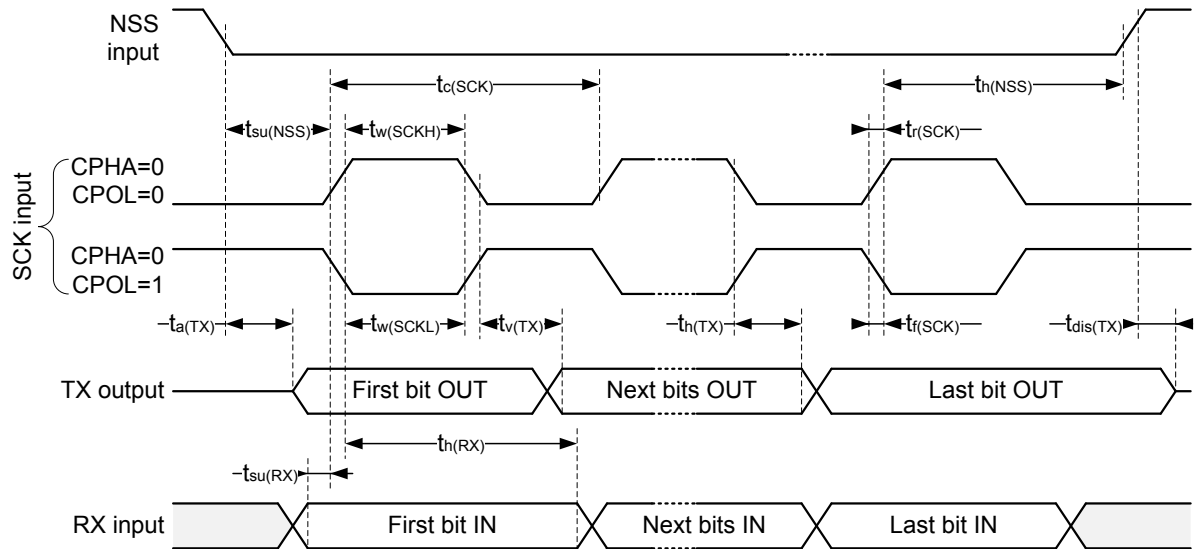 NSS
input
tc(SCK)
th(NSS)
tsu(NSS)
tw(SCKH)
tr(SCK)
SCK input
CPHA=0
CPOL=0
CPHA=0
CPOL=1
ta(TX)
tw(SCKL)
tv(TX)
th(TX)
tf(SCK)
tdis(TX)
TX output
First bit OUT
Next bits OUT
Last bit OUT
th(RX)
tsu(RX)
RX input
First bit IN
Next bits IN
Last bit IN